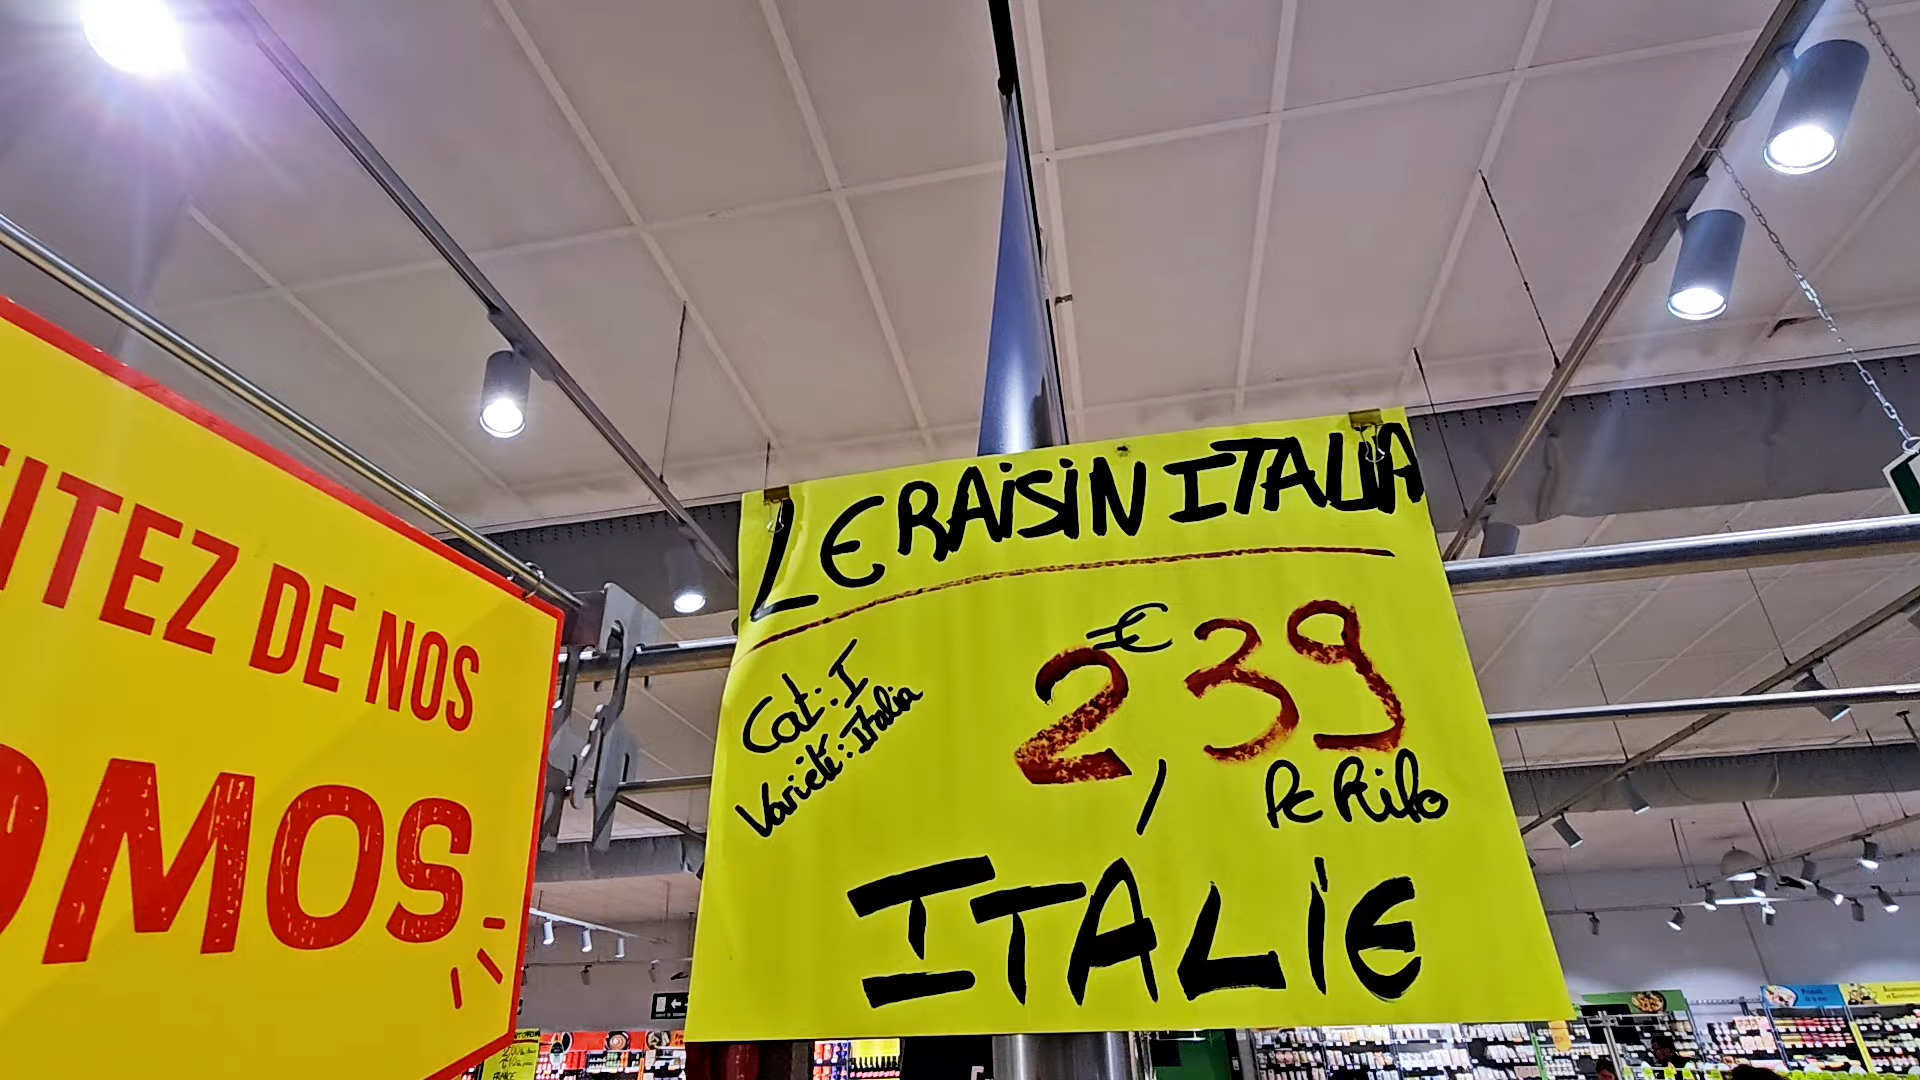 ITEZ DE NOS
OMOS
LE RAISIN ITALIA
Cat: I
Variété: Italia
2,€39
Le Kilo
ITALIE